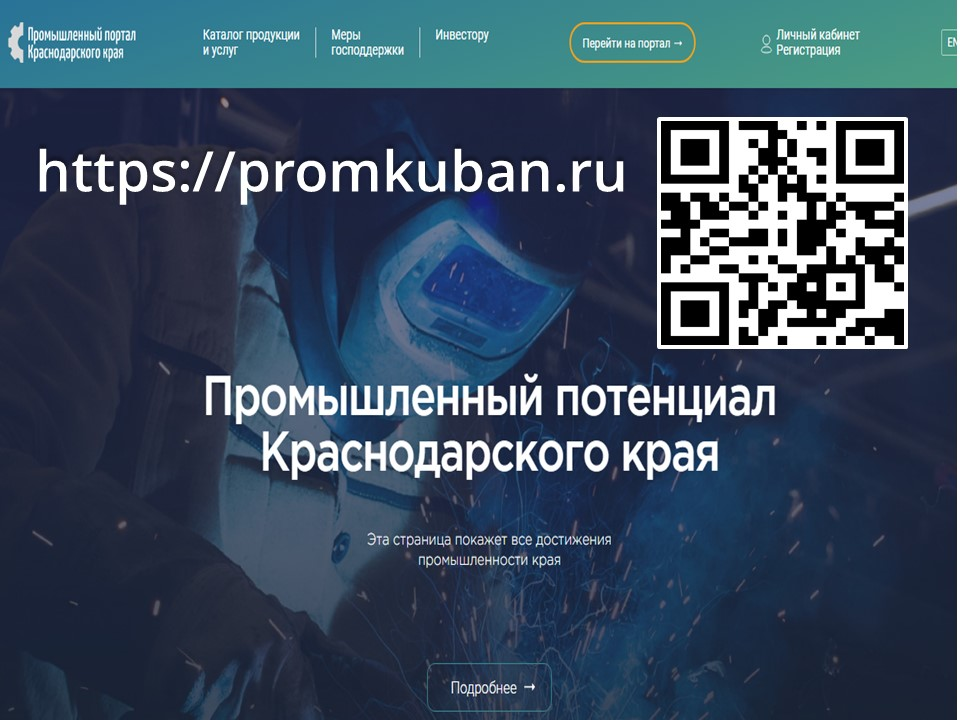 Промышленный портал
Краснодарского края
Каталог продукции
и услуг
Меры
господдержки
Инвестору
Перейти на портал →
Личный кабинет
Регистрация
EN
https://promkuban.ru
Промышленный потенциал
Краснодарского края
Эта страница покажет все достижения
промышленности края
Подробнее →